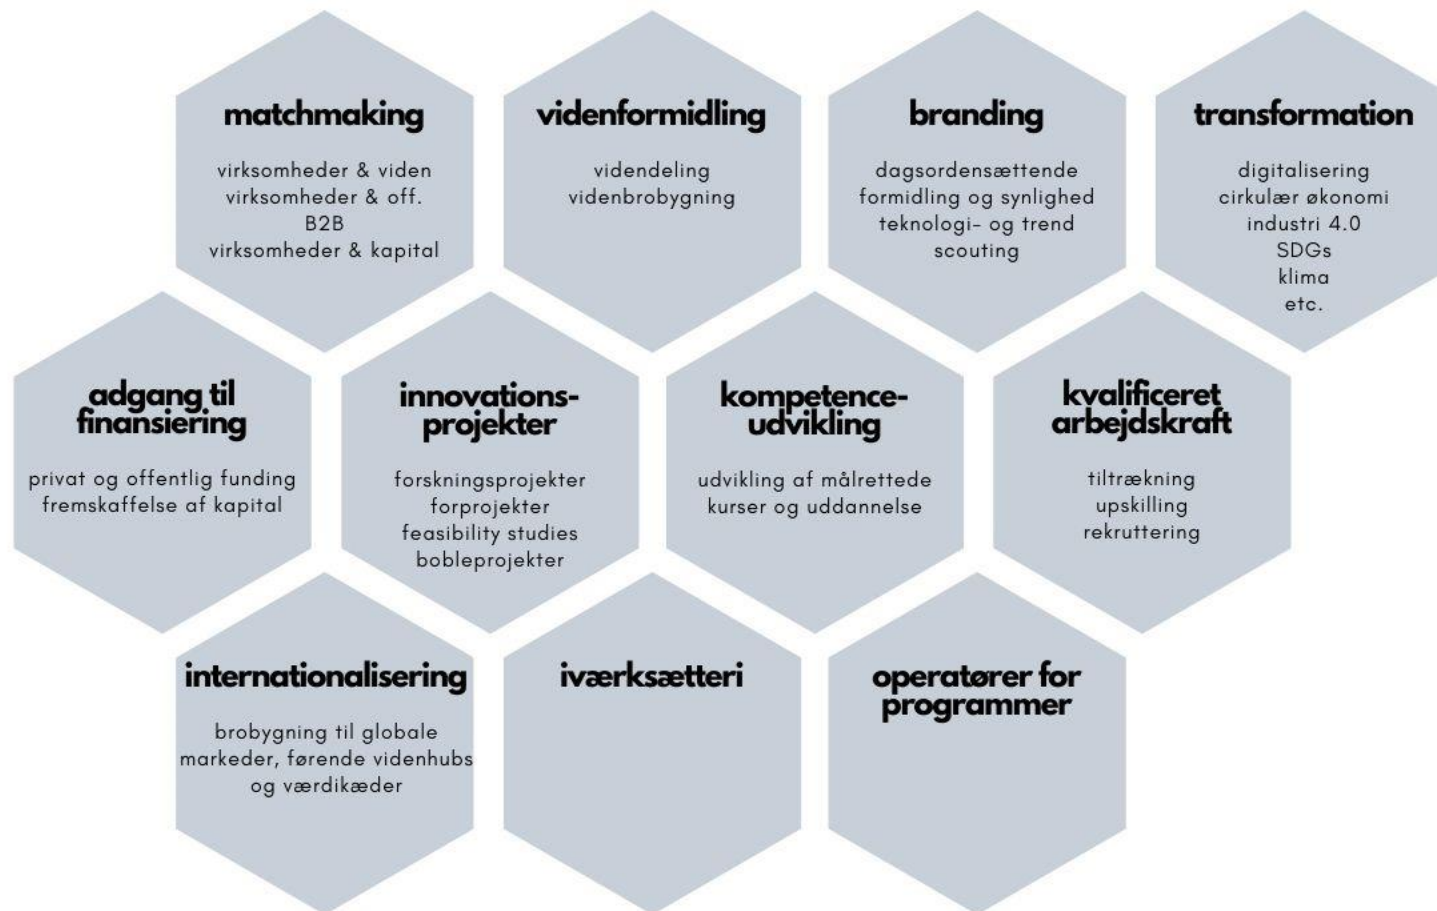 matchmaking
virksomheder & viden
virksomheder & off.
B2B
virksomheder & kapital
videnformidling
videndeling
videnbrobygning
branding
dagsordensættende
formidling og synlighed
teknologi- og trend
scouting
transformation
digitalisering
cirkulær økonomi
industri 4.0
SDGs
klima
etc.
adgang til
finansiering
privat og offentlig funding
fremskaffelse af kapital
innovations-
projekter
forskningsprojekter
forprojekter
feasibility studies
bobleprojekter
kompetence-
udvikling
udvikling af målrettede
kurser og uddannelse
kvalificeret
arbejdskraft
tiltrækning
upskilling
rekruttering
internationalisering
brobygning til globale
markeder, førende videnhubs
og værdikæder
iværksætteri
operatører for
programmer